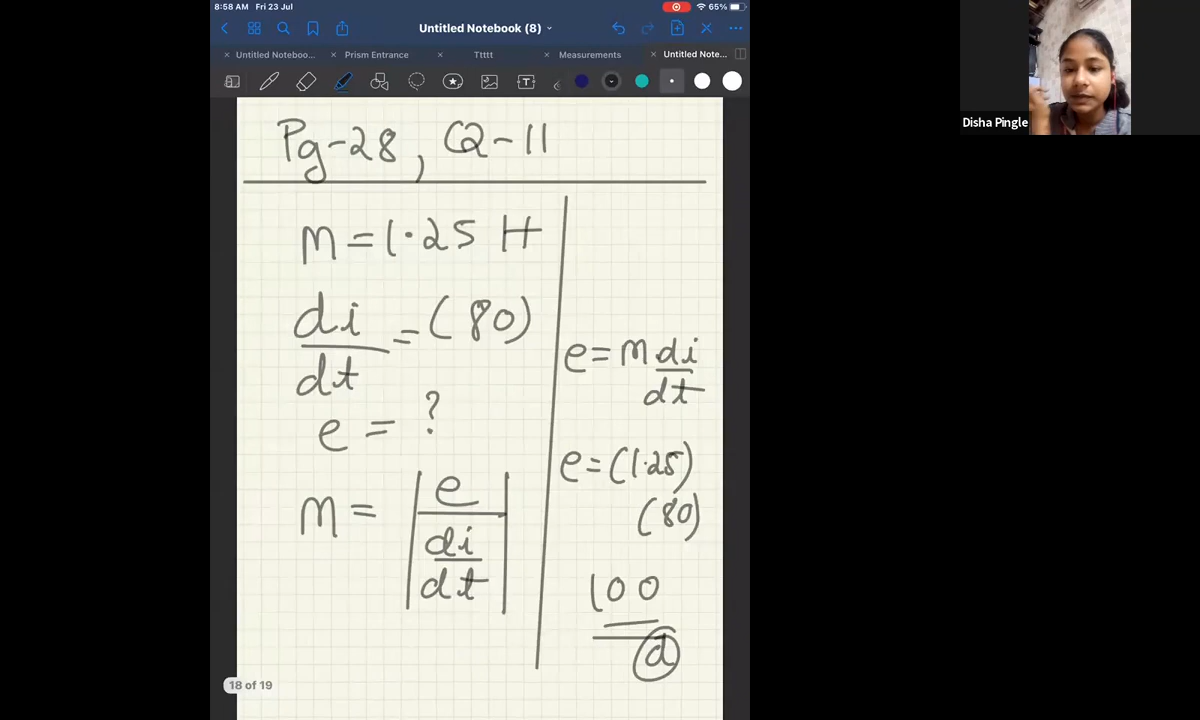 8:58 AM Fri 23 Jul
65%
Untitled Notebook (8)
Untitled Noteboo...
Prism Entrance
Ttttt
Measurements
Untitled Note...
Disha Pingle
Pg-28, Q-11
m = 1.25 H
di/dt = (80)
e = ?
m = |e/(di/dt)|
e = m di/dt
e = (1.25)
(80)
100
d
18 of 19